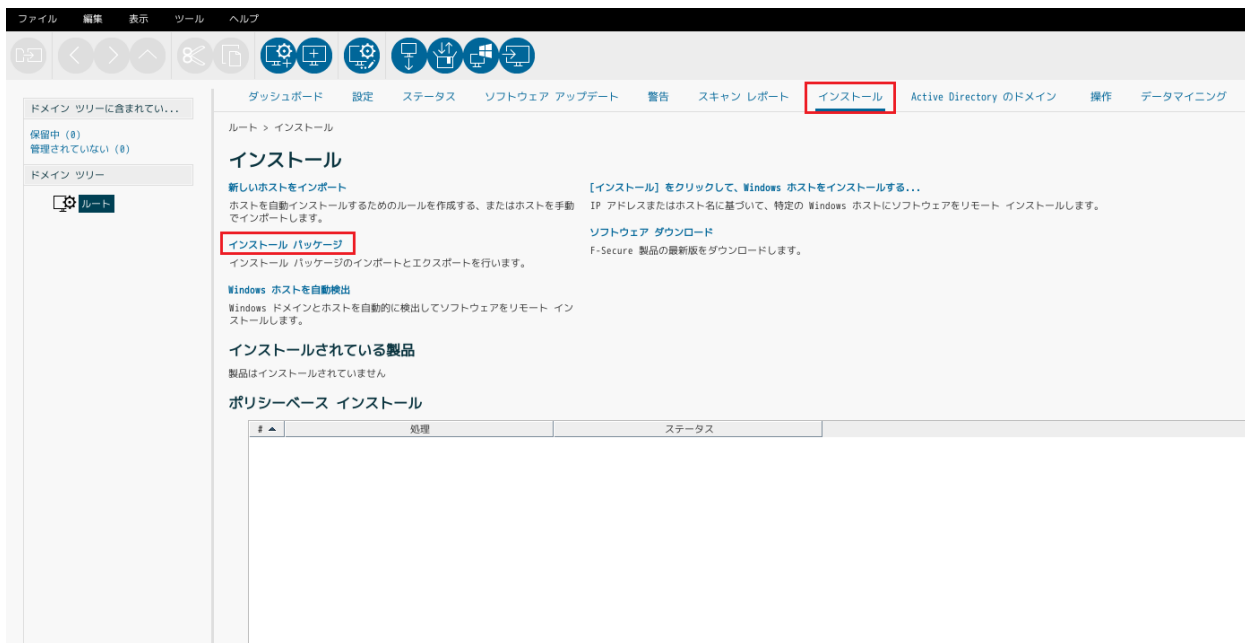 ファイル 編集 表示 ツール ヘルプ
ドメイン ツリーに含まれてい...
保留中 (0)
管理されていない (0)
ドメイン ツリー
ルート
ダッシュボード 設定 ステータス ソフトウェア アップデート 警告 スキャン レポート インストール Active Directory のドメイン 操作 データマイニング
ルート > インストール
インストール
新しいホストをインポート
ホストを自動インストールするためのルールを作成する、またはホストを手動
でインポートします。
インストール パッケージ
インストール パッケージのインポートとエクスポートを行います。
Windows ホストを自動検出
Windows ドメインとホストを自動的に検出してソフトウェアをリモート イン
ストールします。
[インストール] をクリックして、Windows ホストをインストールする...
IP アドレスまたはホスト名に基づいて、特定の Windows ホストにソフトウェアをリモート インストールします。
ソフトウェア ダウンロード
F-Secure 製品の最新版をダウンロードします。
インストールされている製品
製品はインストールされていません
ポリシーベース インストール
# 処理 ステータス